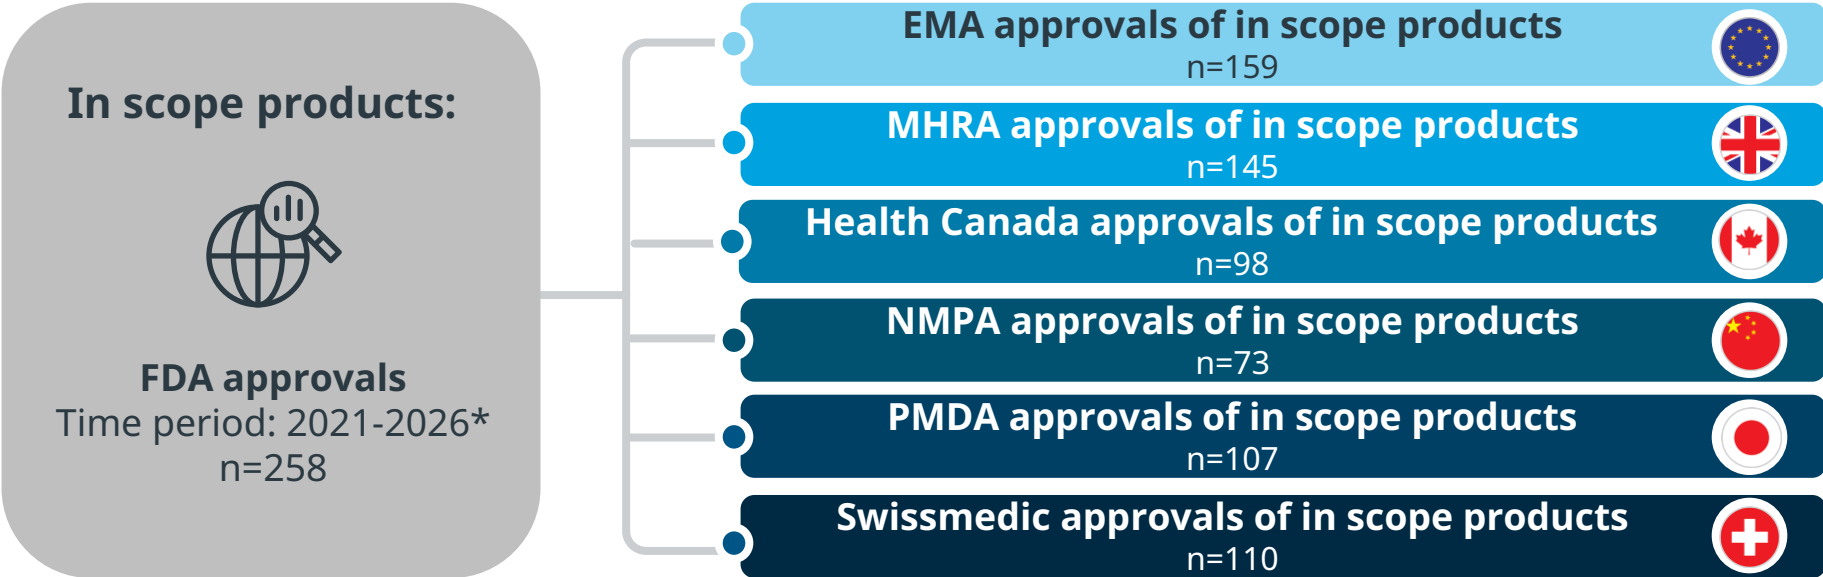 In scope products:
FDA approvals
Time period: 2021-2026*
n=258
EMA approvals of in scope products
n=159
MHRA approvals of in scope products
n=145
Health Canada approvals of in scope products
n=98
NMPA approvals of in scope products
n=73
PMDA approvals of in scope products
n=107
Swissmedic approvals of in scope products
n=110